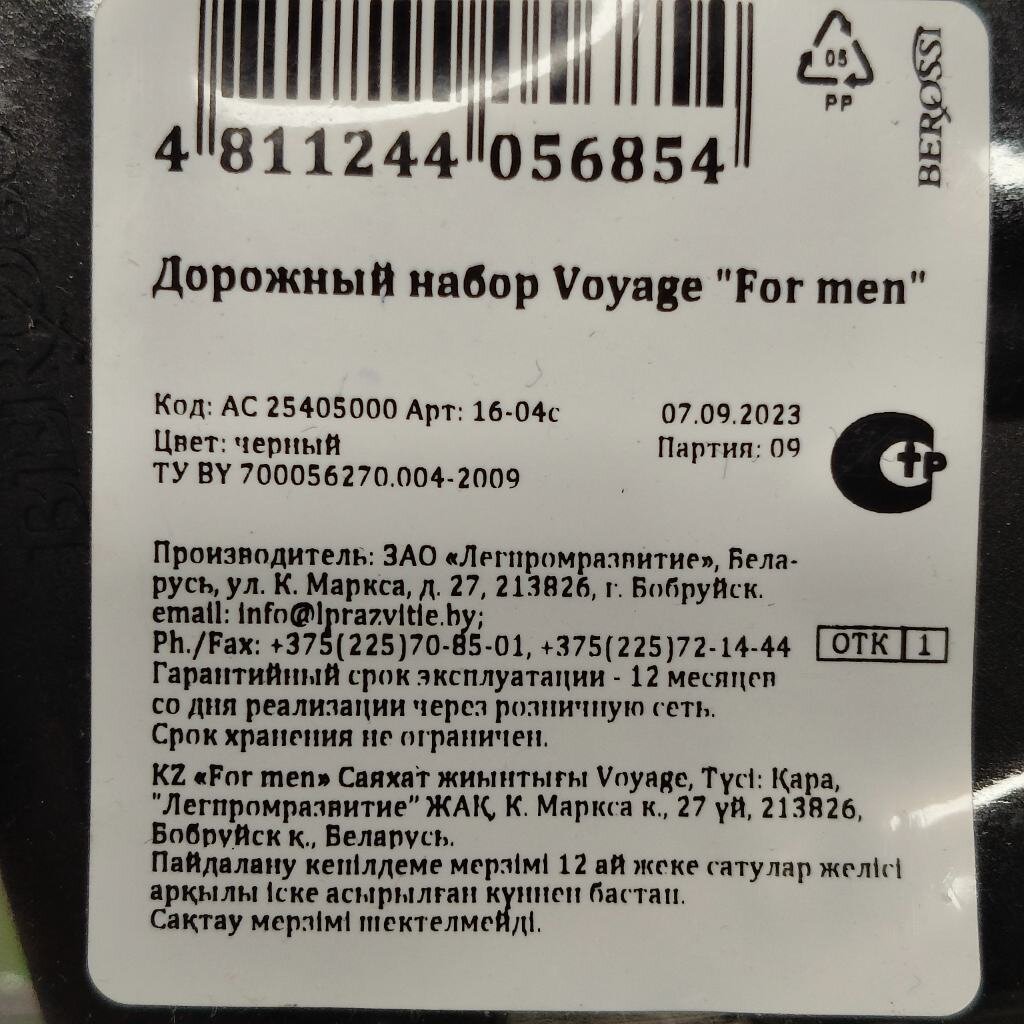 4 811244 056854
05
PP
BEROSSI
Дорожный набор Voyage "For men"
Код: АС 25405000 Арт: 16-04с
07.09.2023
Цвет: черный
Партия: 09
ТУ BY 700056270.004-2009
Производитель: ЗАО «Легпромразвитие», Бела-
русь, ул. К. Маркса, д. 27, 213826, г. Бобруйск.
email: info@lprazvitie.by;
Ph./Fax: +375(225)70-85-01, +375(225)72-14-44
ОТК 1
Гарантийный срок эксплуатации - 12 месяцев
со дня реализации через розничную сеть.
Срок хранения не ограничен.
KZ «For men» Саяхат жиынтығы Voyage, Түсі: Қара,
"Легпромразвитие" ЖАҚ, К. Маркса к., 27 үй, 213826,
Бобруйск қ., Беларусь.
Пайдалану кепілдеме мерзімі 12 ай жеке сатулар желісі
арқылы іске асырылған күннен бастап.
Сақтау мерзімі шектелмейді.